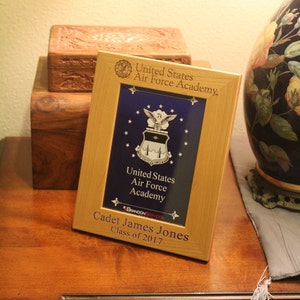 United States
Air Force Academy
United States
Air Force
Academy
Cadet James Jones
Class of 2017